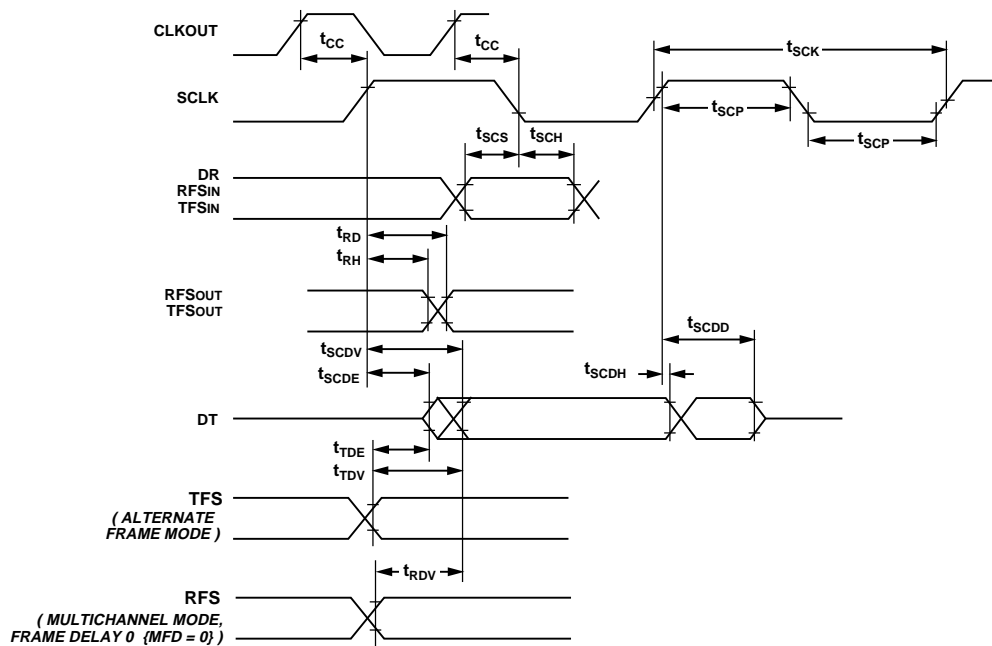 CLKOUT
tCC
tCC
tSCK
SCLK
tSCP
tSCP
tSCS
tSCH
DR
RFSIN
TFSIN
tRD
tRH
RFSOUT
TFSOUT
tSCDV
tSCDD
tSCDE
tSCDH
DT
tTDE
tTDV
TFS
( ALTERNATE
FRAME MODE )
tRDV
RFS
( MULTICHANNEL MODE,
FRAME DELAY 0 {MFD = 0} )